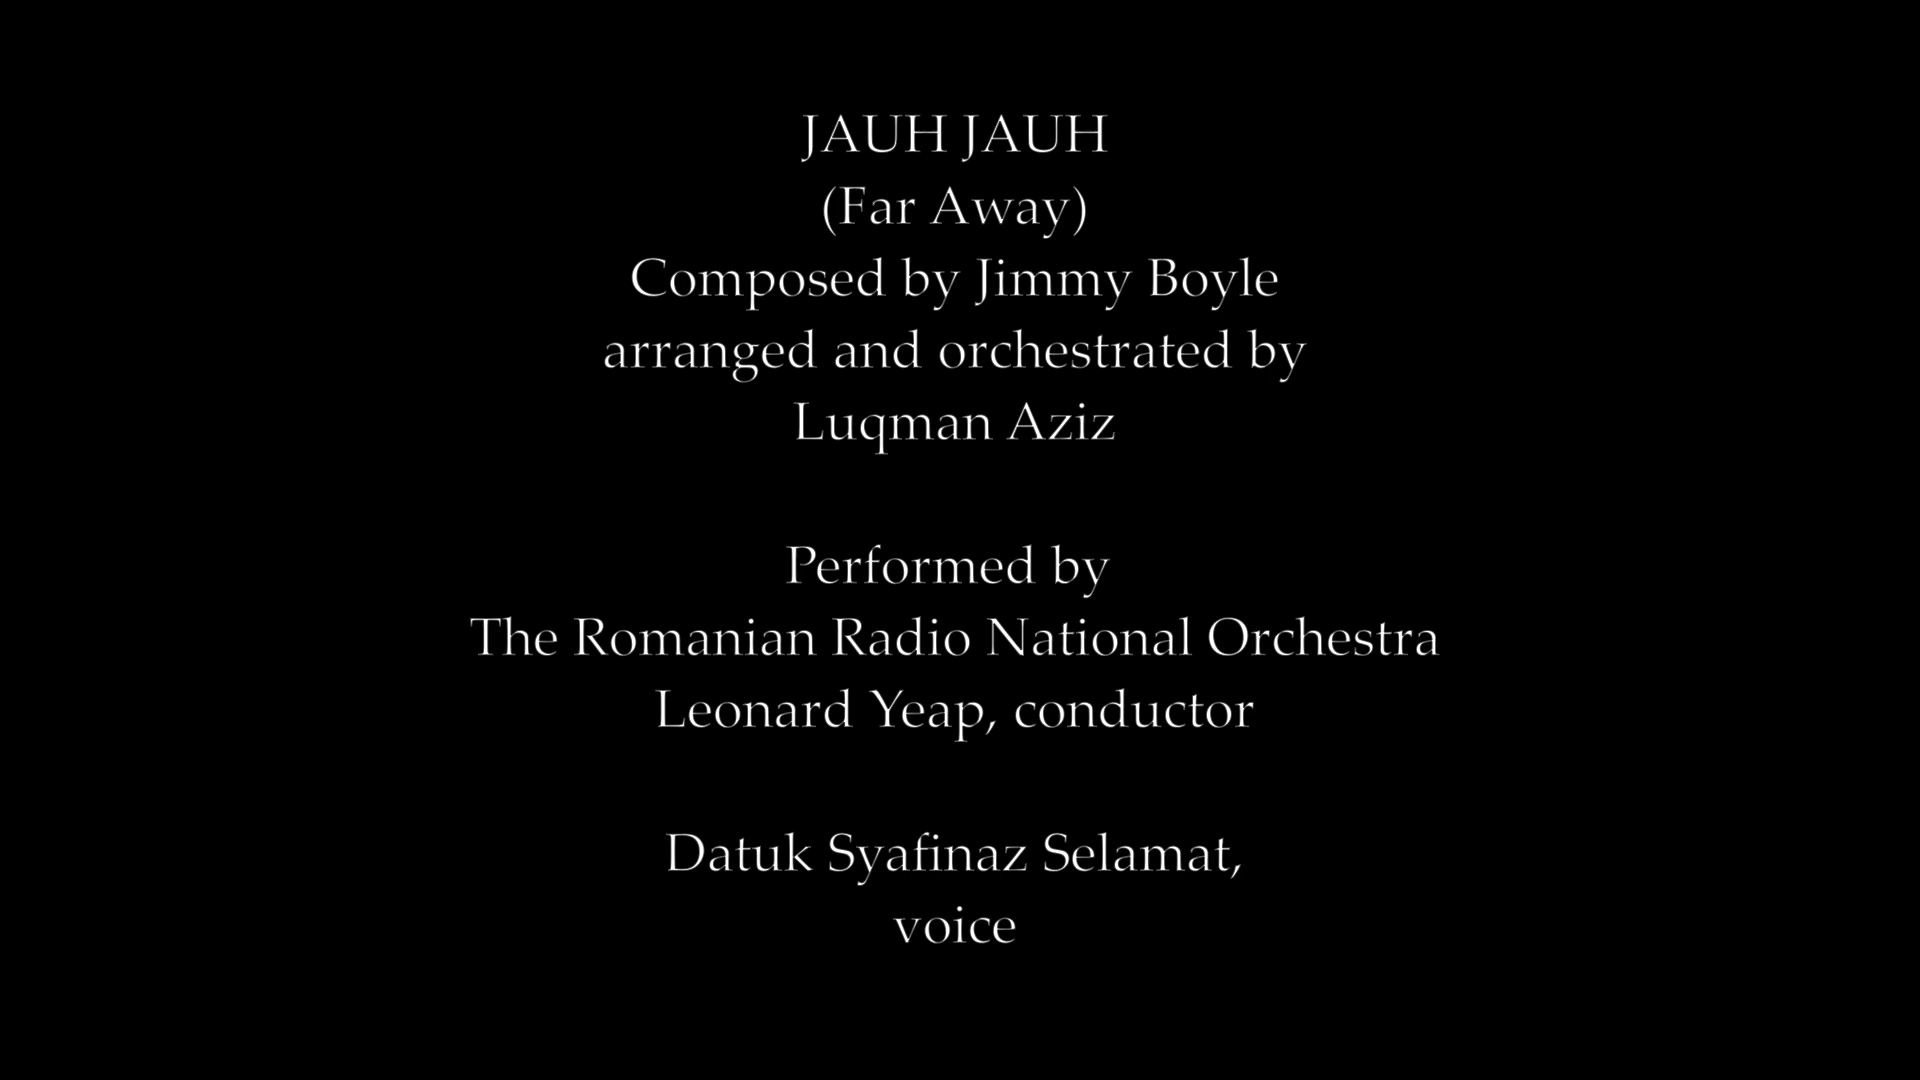 JAUH JAUH
(Far Away)
Composed by Jimmy Boyle
arranged and orchestrated by
Luqman Aziz
Performed by
The Romanian Radio National Orchestra
Leonard Yeap, conductor
Datuk Syafinaz Selamat,
voice